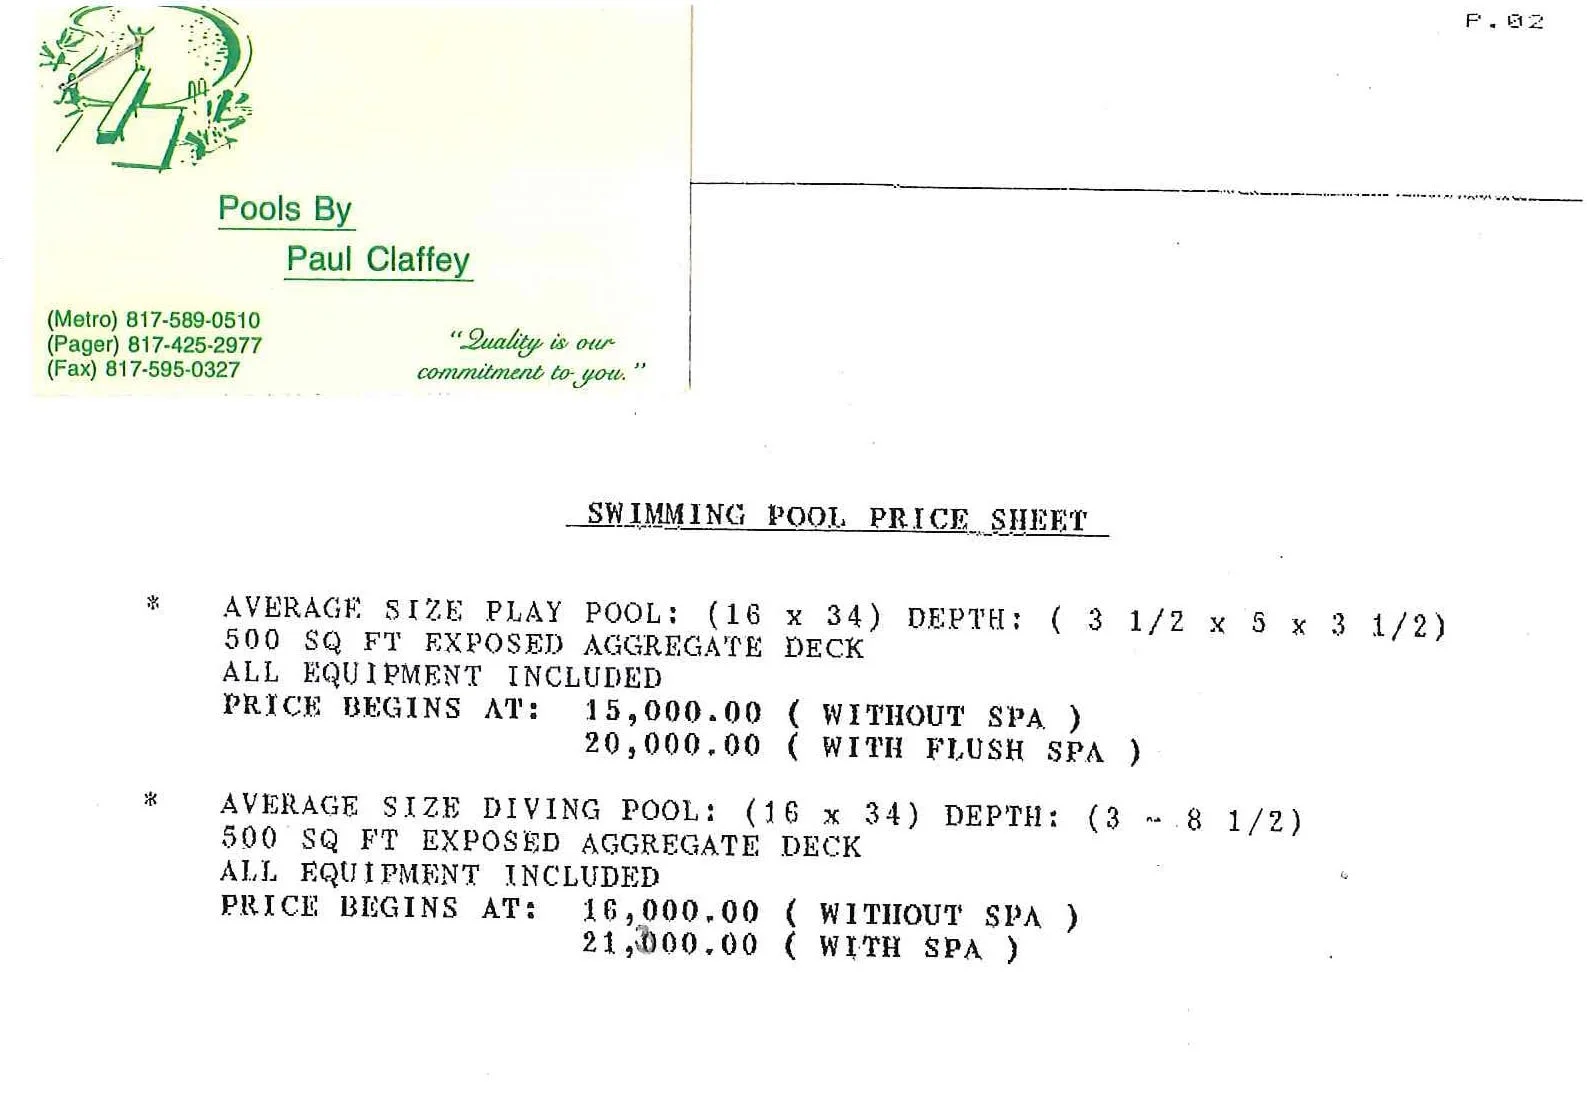 P.02
Pools By
Paul Claffey
(Metro) 817-589-0510
(Pager) 817-425-2977
(Fax) 817-595-0327
"Quality is our
commitment to you."
SWIMMING POOL PRICE SHEET
* AVERAGE SIZE PLAY POOL: (16 x 34) DEPTH: ( 3 1/2 x 5 x 3 1/2)
500 SQ FT EXPOSED AGGREGATE DECK
ALL EQUIPMENT INCLUDED
PRICE BEGINS AT: 15,000.00 ( WITHOUT SPA )
20,000.00 ( WITH FLUSH SPA )
* AVERAGE SIZE DIVING POOL: (16 x 34) DEPTH: (3 - 8 1/2)
500 SQ FT EXPOSED AGGREGATE DECK
ALL EQUIPMENT INCLUDED
PRICE BEGINS AT: 16,000.00 ( WITHOUT SPA )
21,000.00 ( WITH SPA )